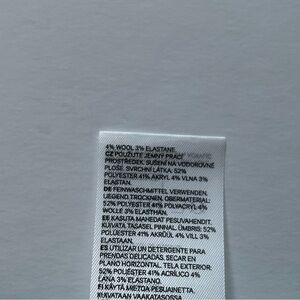 4% WOOL 3% ELASTANE.
CZ POUŽIJTE JEMNÝ PRACÍ
PROSTŘEDEK. SUŠENÍ NA VODOROVNÉ
PLOŠE. SVRCHNÍ LÁTKA: 52%
POLYESTER 41% AKRYL 4% VLNA 3%
ELASTAN.
DE FEINWASCHMITTEL VERWENDEN.
LIEGEND TROCKNEN. OBERMATERIAL:
52% POLYESTER 41% POLYACRYL 4%
WOLLE 3% ELASTHAN.
EE KASUTA MAHEDAT PESUVAHENDIT.
KUIVATA TASASEL PINNAL. ÜMBRIS: 52%
POLÜESTER 41% AKRÜÜL 4% VILL 3%
ELASTAAN.
ES UTILIZAR UN DETERGENTE PARA
PRENDAS DELICADAS. SECAR EN
PLANO HORIZONTAL. TELA EXTERIOR:
52% POLIÉSTER 41% ACRÍLICO 4%
LANA 3% ELASTANO.
FI KÄYTÄ MIETOA PESUAINETTA.
KUIVATAAN VAAKATASOSSA.